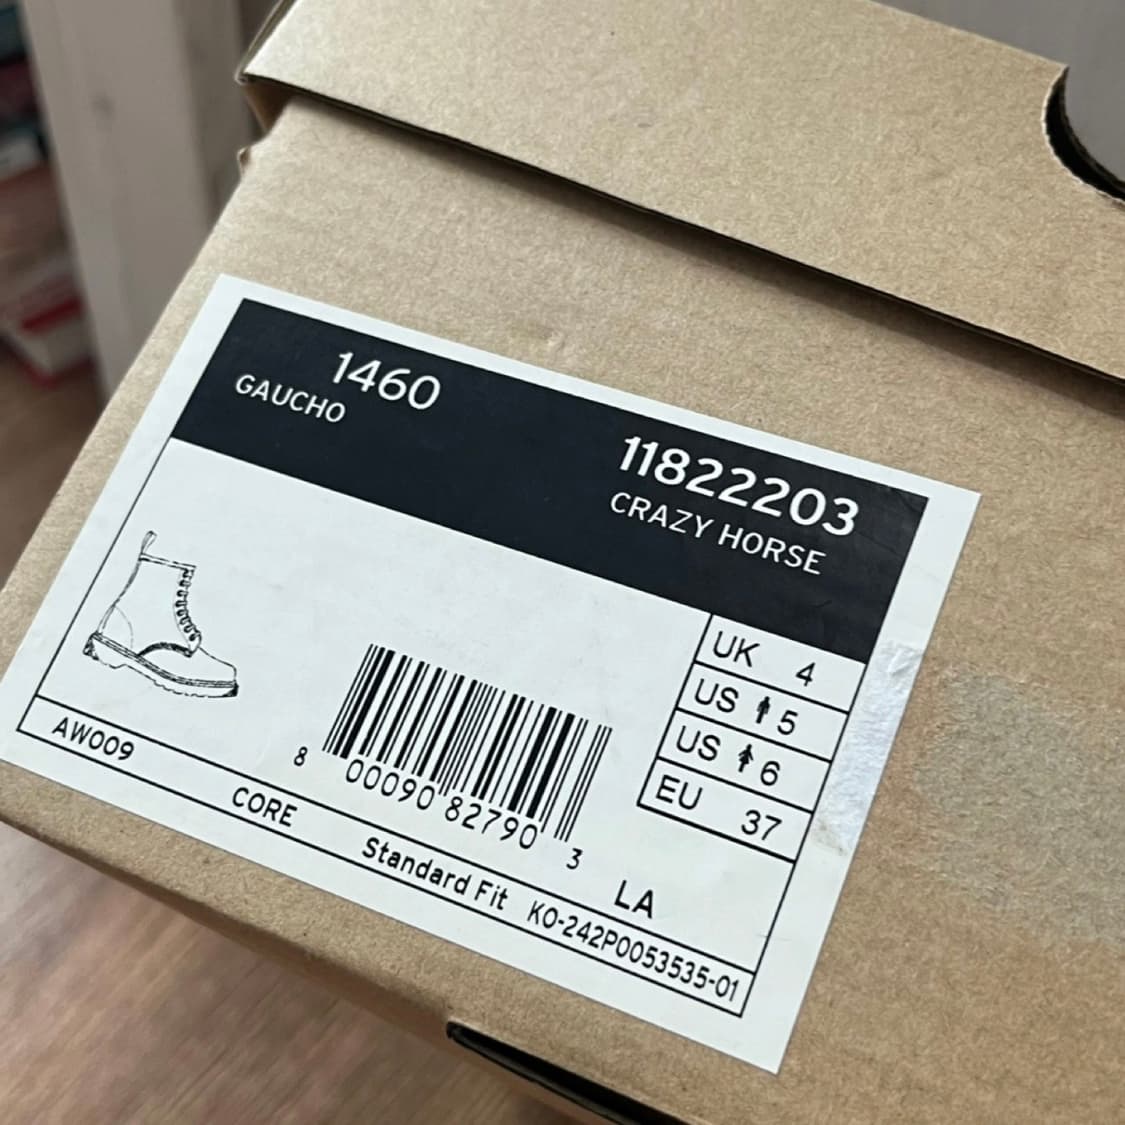 1460
GAUCHO
11822203
CRAZY HORSE
UK 4
US 5
US 6
EU 37
8 00090 82790 3
LA
AW009 CORE Standard Fit KO-242P0053535-01